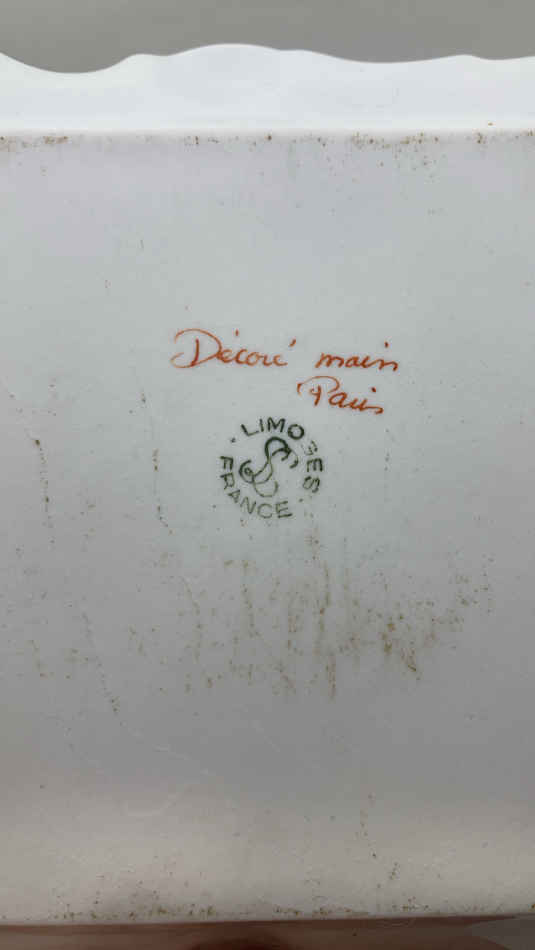 Décoré main
Paris
LIMOGES
FRANCE